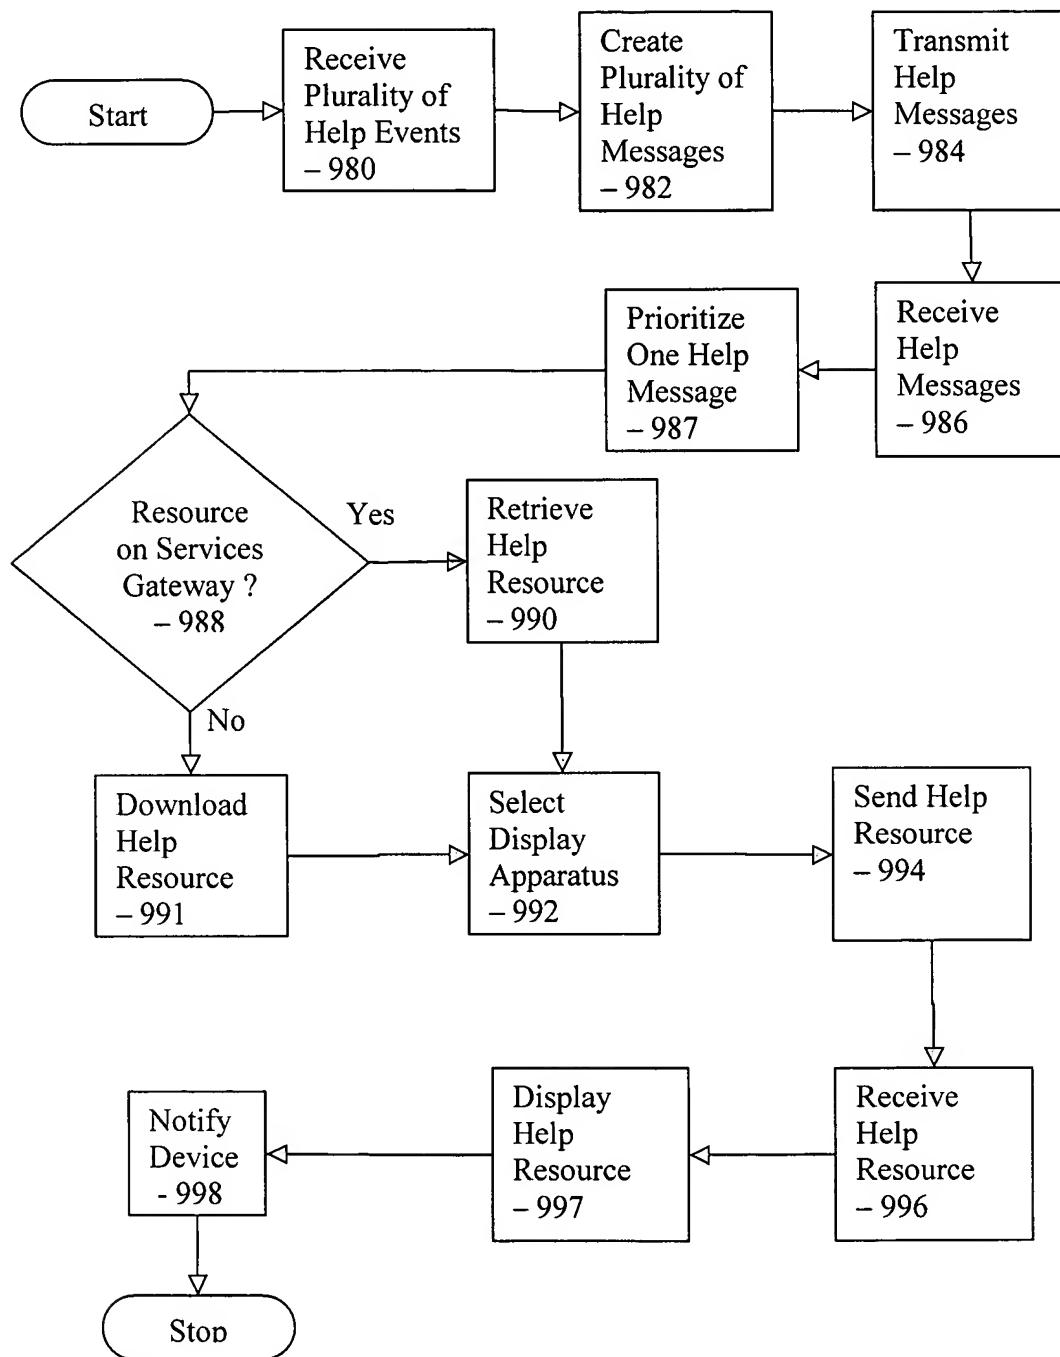 Start
Receive
Plurality of
Help Events
– 980
Create
Plurality of
Help
Messages
– 982
Transmit
Help
Messages
– 984
Receive
Help
Messages
– 986
Prioritize
One Help
Message
– 987
Resource
on Services
Gateway ?
– 988
Yes
No
Retrieve
Help
Resource
– 990
Download
Help
Resource
– 991
Select
Display
Apparatus
– 992
Send Help
Resource
– 994
Receive
Help
Resource
– 996
Display
Help
Resource
– 997
Notify
Device
- 998
Stop